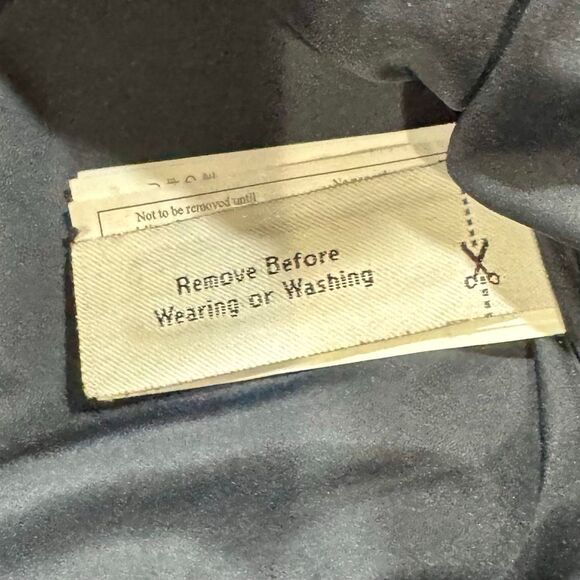 Not to be removed until
Remove Before
Wearing or Washing